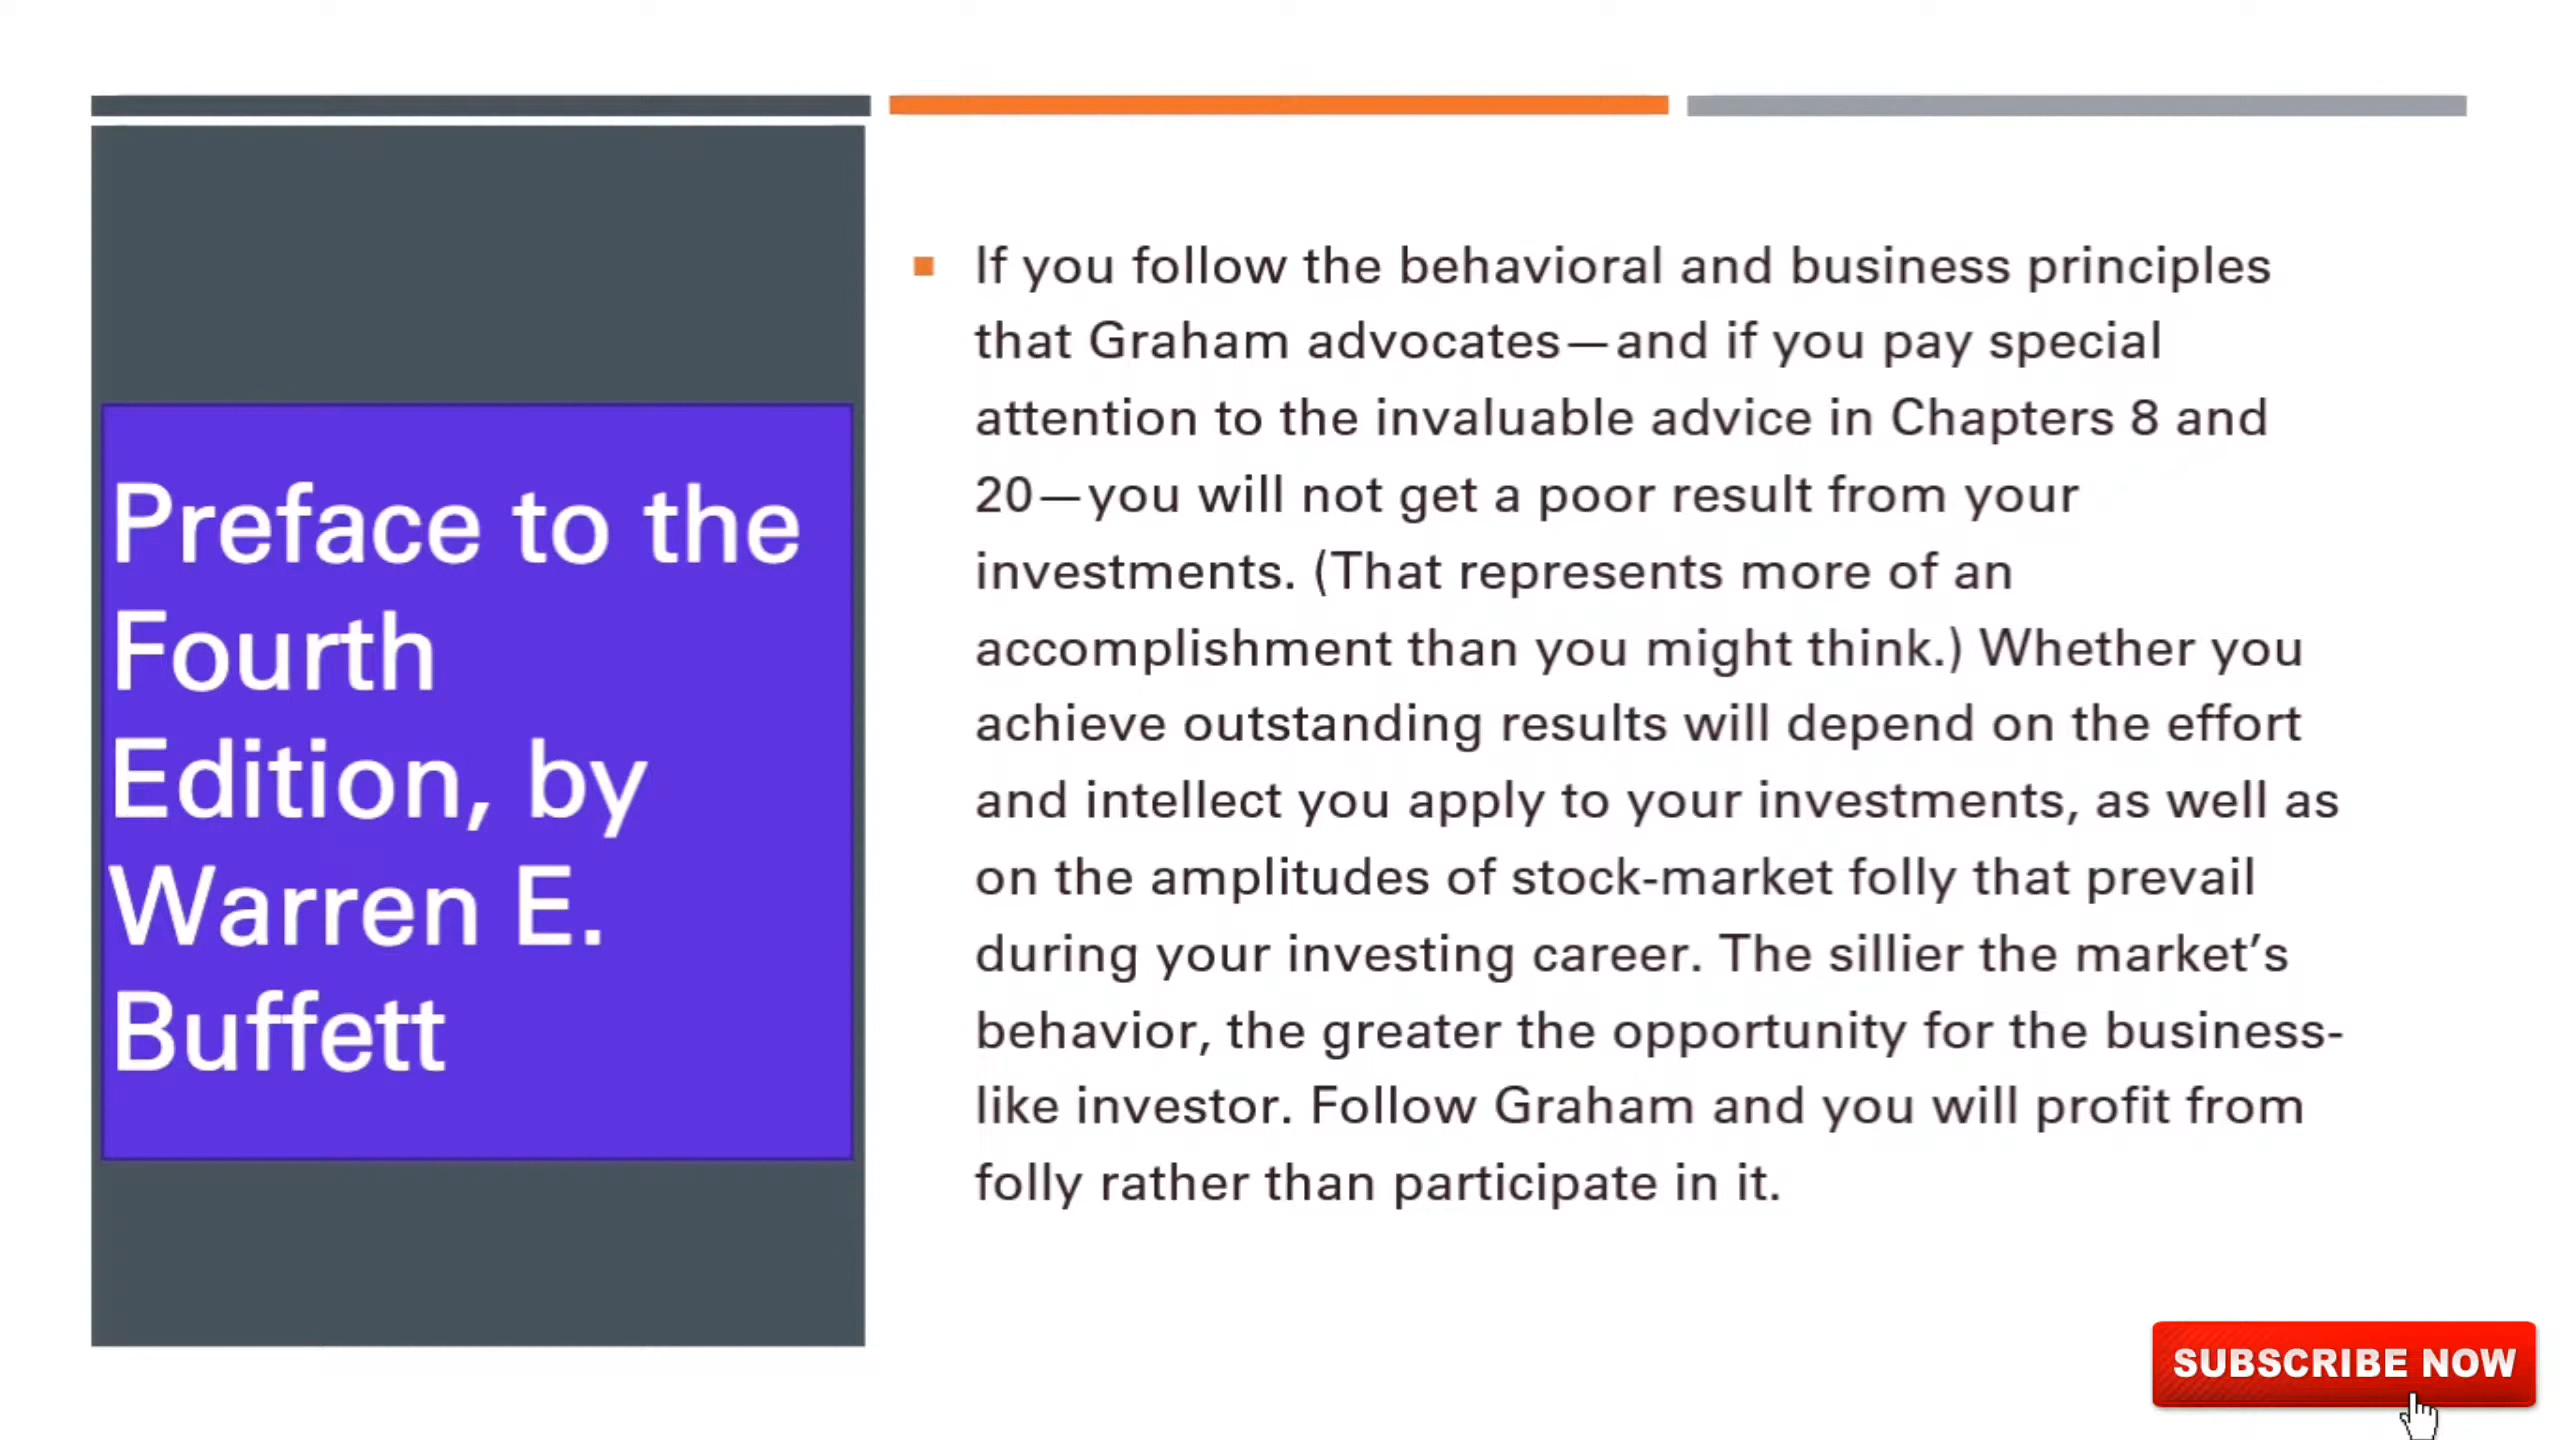 Preface to the
Fourth
Edition, by
Warren E.
Buffett
If you follow the behavioral and business principles
that Graham advocates—and if you pay special
attention to the invaluable advice in Chapters 8 and
20—you will not get a poor result from your
investments. (That represents more of an
accomplishment than you might think.) Whether you
achieve outstanding results will depend on the effort
and intellect you apply to your investments, as well as
on the amplitudes of stock-market folly that prevail
during your investing career. The sillier the market’s
behavior, the greater the opportunity for the business-
like investor. Follow Graham and you will profit from
folly rather than participate in it.
SUBSCRIBE NOW